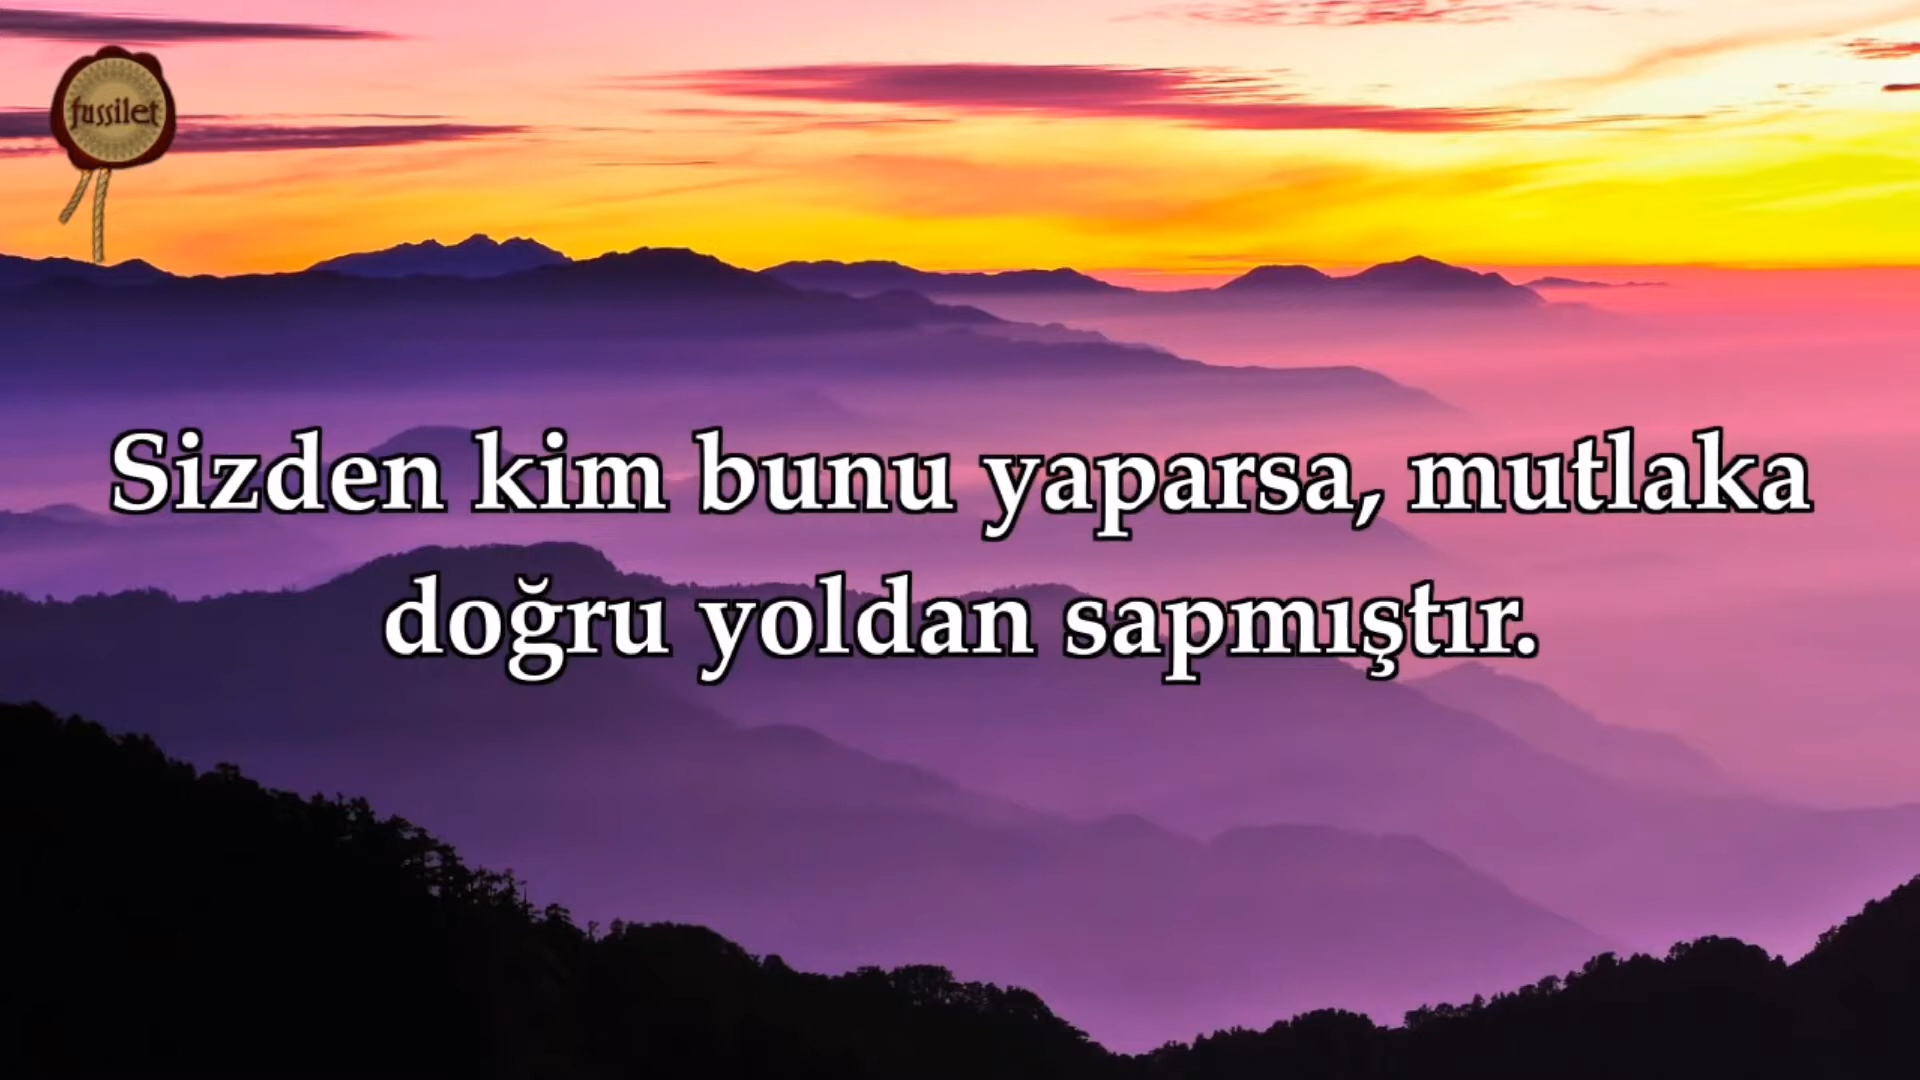 fussilet
Sizden kim bunu yaparsa, mutlaka
doğru yoldan sapmıştır.